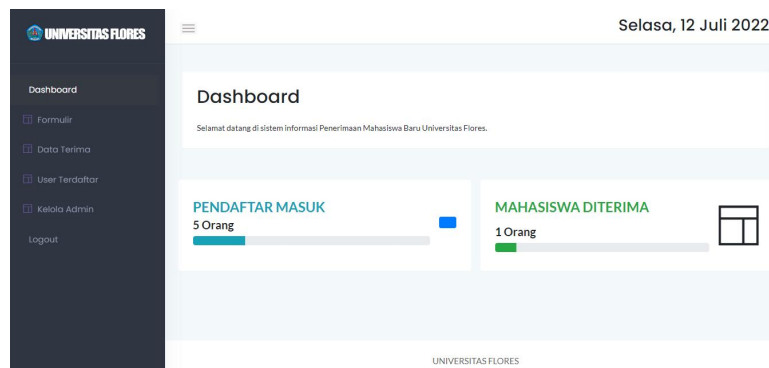 UNIVERSITAS FLORES
Selasa, 12 Juli 2022
Dashboard
Formulir
Data Terima
User Terdaftar
Kelola Admin
Logout
Dashboard
Selamat datang di sistem informasi Penerimaan Mahasiswa Baru Universitas Flores.
PENDAFTAR MASUK
5 Orang
MAHASISWA DITERIMA
1 Orang
UNIVERSITAS FLORES